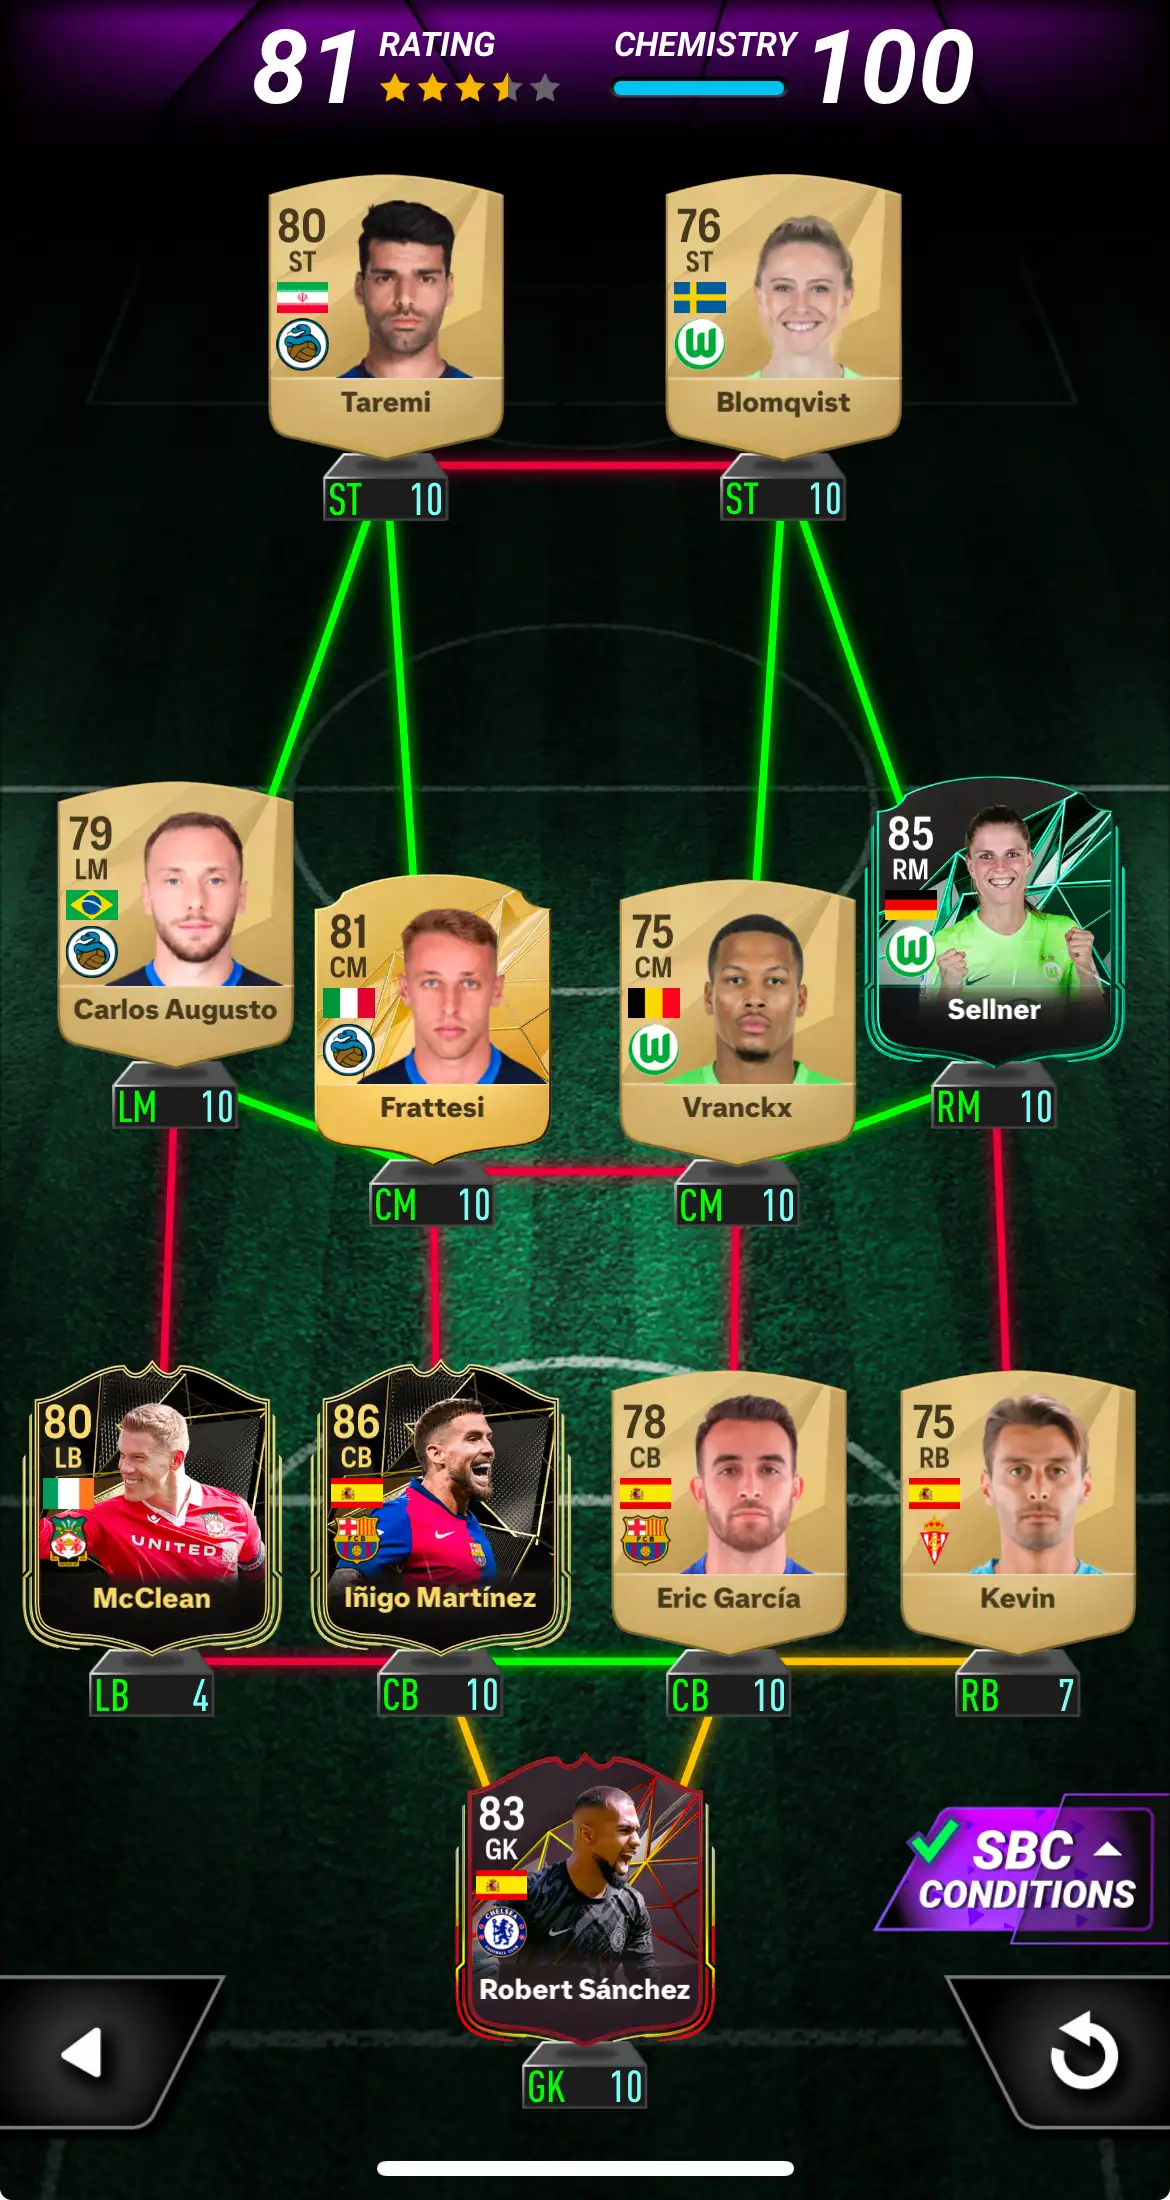 81 RATING CHEMISTRY 100
80
ST
Taremi
76
ST
W
Blomqvist
ST 10
ST 10
79
LM
Carlos Augusto
81
CM
Frattesi
75
CM
W
Vranckx
85
RM
W
Sellner
LM 10
RM 10
CM 10
CM 10
80
LB
UNITED
McClean
86
CB
FCB
Iñigo Martínez
78
CB
FCB
Eric García
75
RB
Kevin
LB 4
CB 10
CB 10
RB 7
83
GK
CHELSEA
Robert Sánchez
GK 10
SBC
CONDITIONS